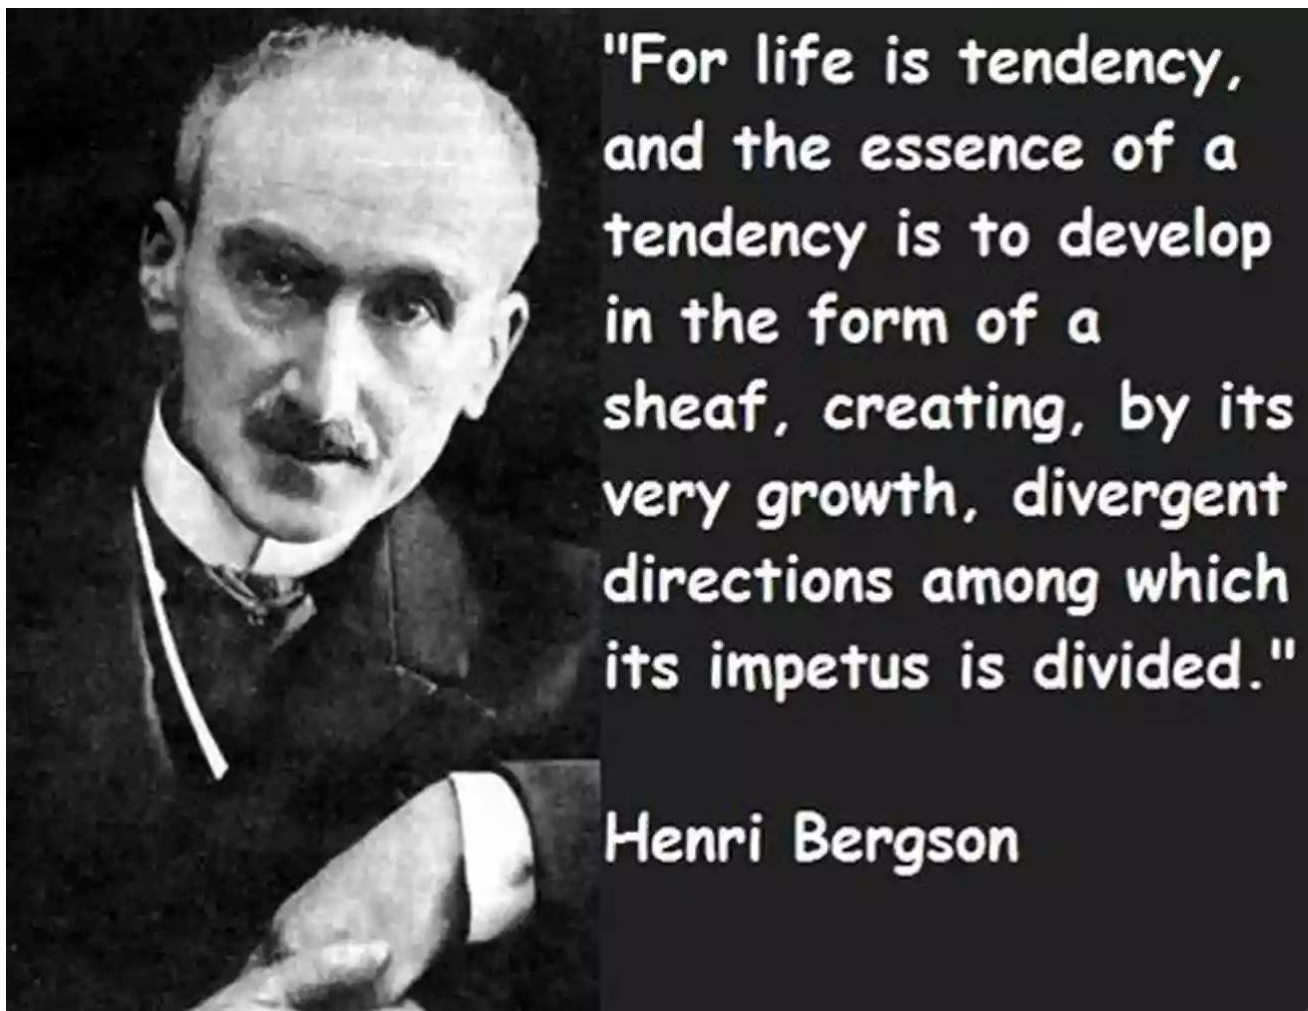 "For life is tendency,
and the essence of a
tendency is to develop
in the form of a
sheaf, creating, by its
very growth, divergent
directions among which
its impetus is divided."
Henri Bergson